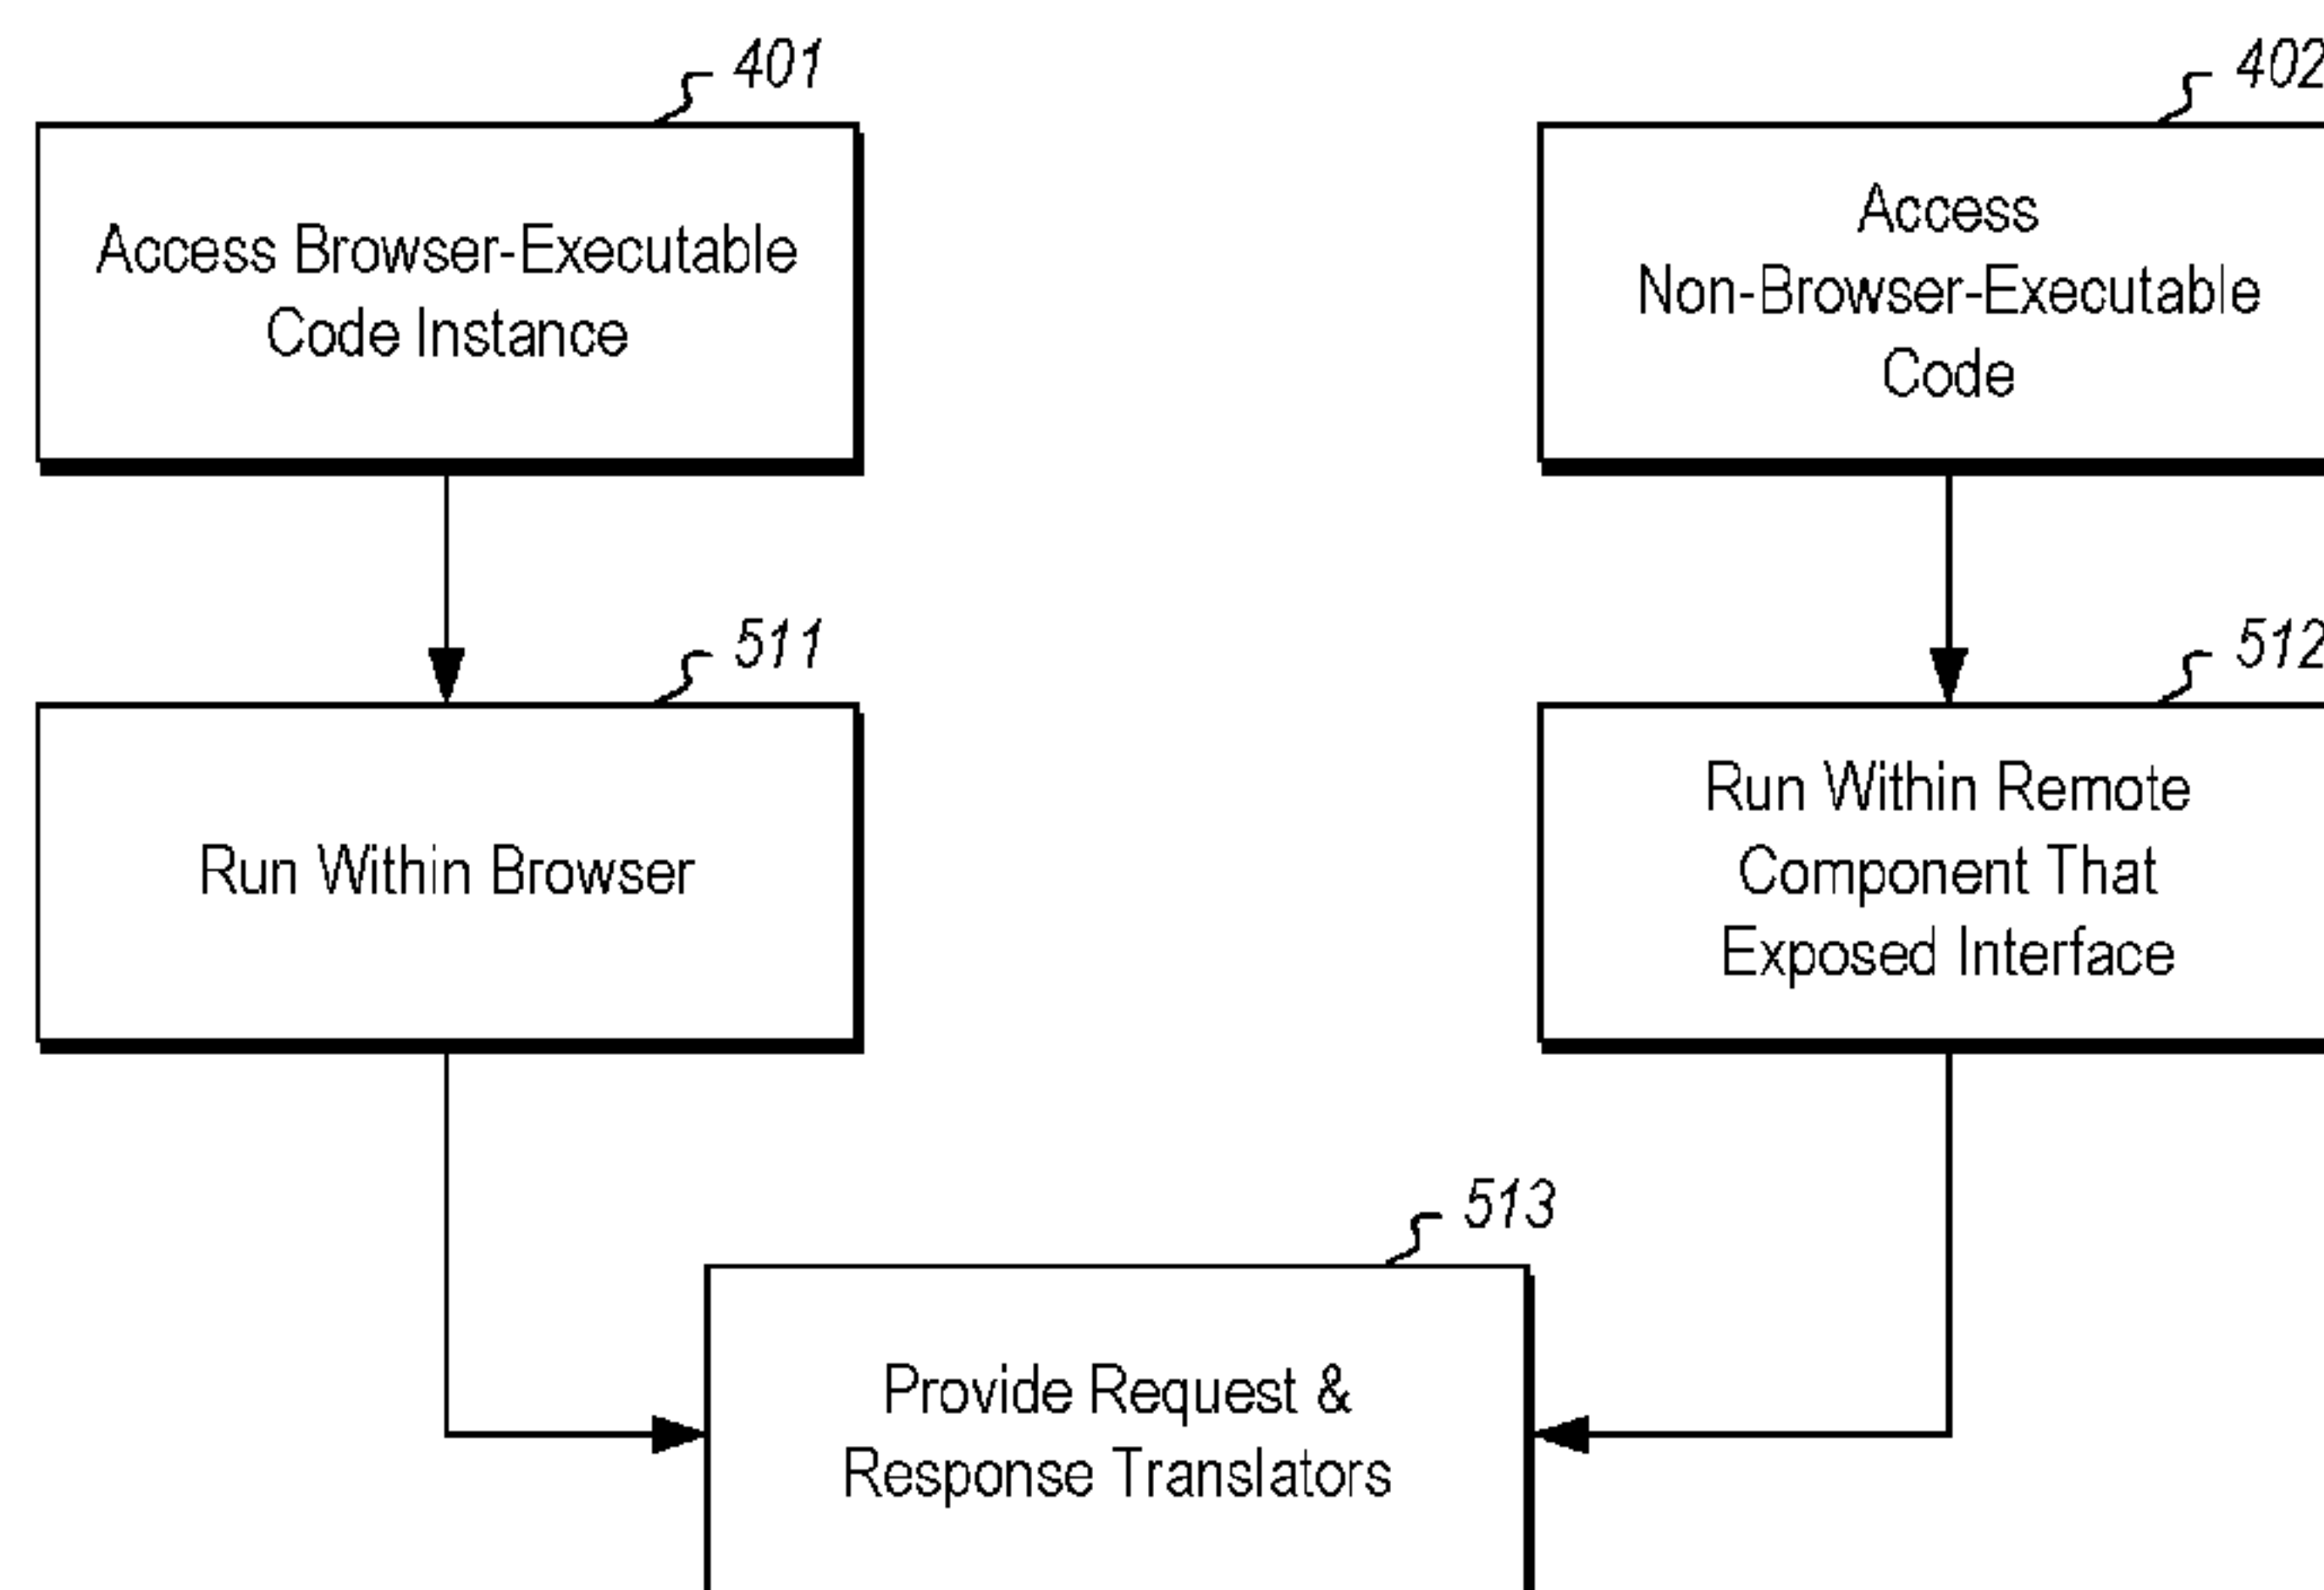 401
Access Browser-Executable
Code Instance
402
Access
Non-Browser-Executable
Code
511
Run Within Browser
512
Run Within Remote
Component That
Exposed Interface
513
Provide Request &
Response Translators